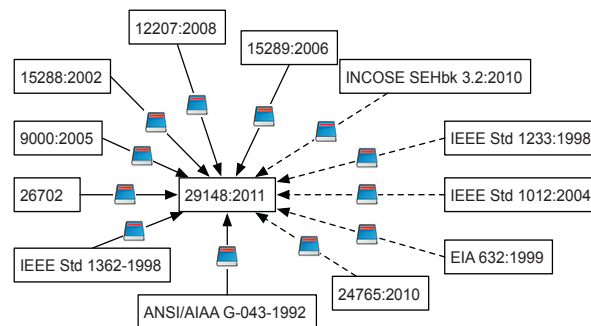 12207:2008
15289:2006
15288:2002
INCOSE SEHbk 3.2:2010
9000:2005
IEEE Std 1233:1998
26702
29148:2011
IEEE Std 1012:2004
IEEE Std 1362-1998
EIA 632:1999
24765:2010
ANSI/AIAA G-043-1992